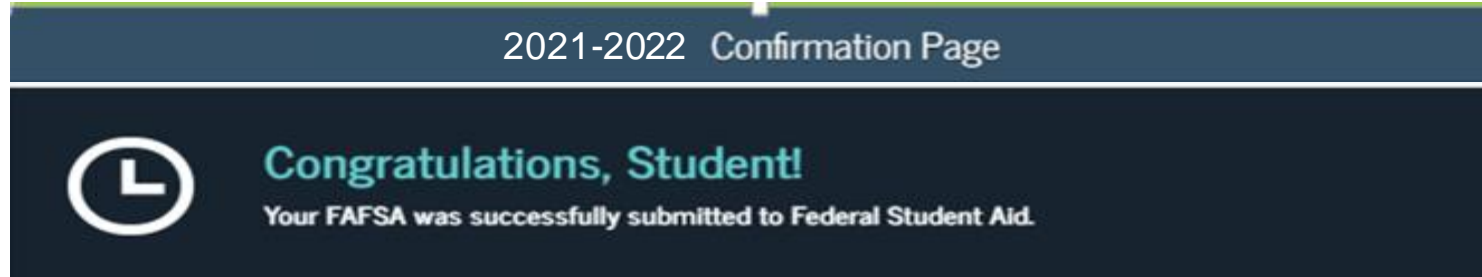 2021-2022 Confirmation Page
Congratulations, Student!
Your FAFSA was successfully submitted to Federal Student Aid.